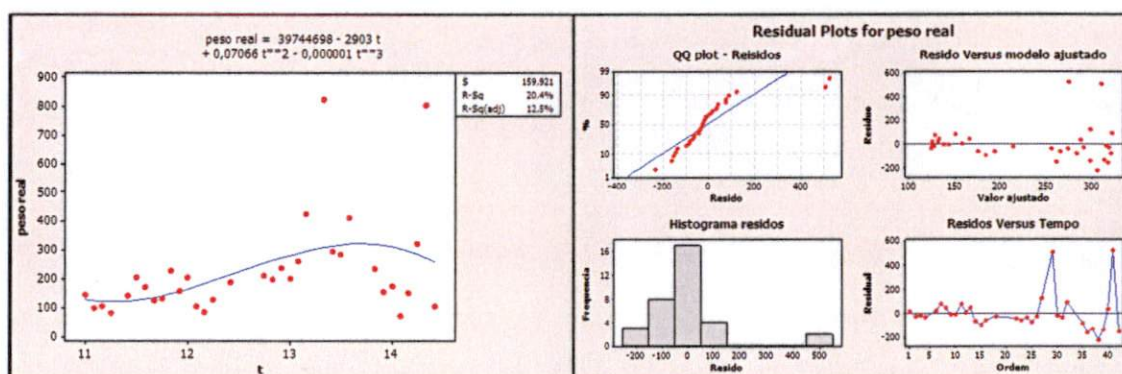 peso real = 39744698 - 2903 t
+ 0,07066 t**2 - 0,000001 t**3
S 159.921
R-Sq 20.4%
R-Sq(adj) 12.5%
900
800
700
600
500
400
300
200
100
0
peso real
11 12 13 14
t
Residual Plots for peso real
QQ plot - Reisidos
99
90
50
10
1
%
-400 -200 0 200 400
Resido
Resido Versus modelo ajustado
600
400
200
0
-200
Residuo
100 150 200 250 300
Valor ajustado
Histograma residos
16
12
8
4
Frequencia
-200 -100 0 100 200 300 400 500
Resido
Residos Versus Tempo
600
400
200
0
-200
Residual
1 5 10 15 20 25 30 35 40
Ordem